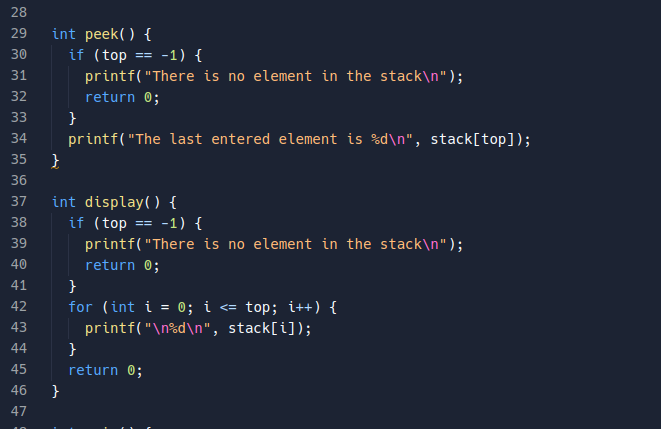 28
29 int peek() {
30 if (top == -1) {
31 printf("There is no element in the stack\n");
32 return 0;
33 }
34 printf("The last entered element is %d\n", stack[top]);
35 }
36
37 int display() {
38 if (top == -1) {
39 printf("There is no element in the stack\n");
40 return 0;
41 }
42 for (int i = 0; i <= top; i++) {
43 printf("\n%d\n", stack[i]);
44 }
45 return 0;
46 }
47